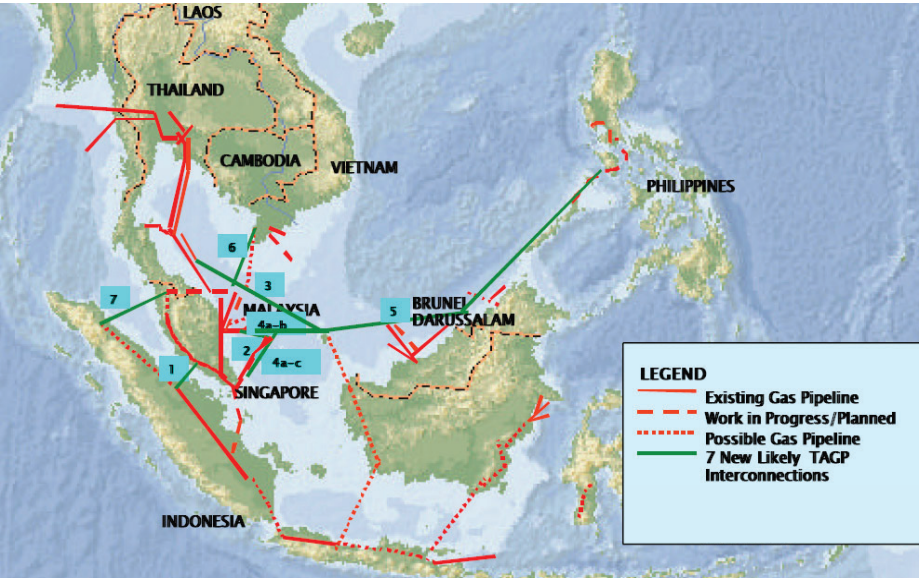 LAOS
THAILAND
CAMBODIA
VIETNAM
PHILIPPINES
6
3
7
MALAYSIA
4a-b
5
BRUNEI
DARUSSALAM
2
4a-c
1
SINGAPORE
INDONESIA
LEGEND
Existing Gas Pipeline
Work in Progress/Planned
Possible Gas Pipeline
7 New Likely TAGP
Interconnections